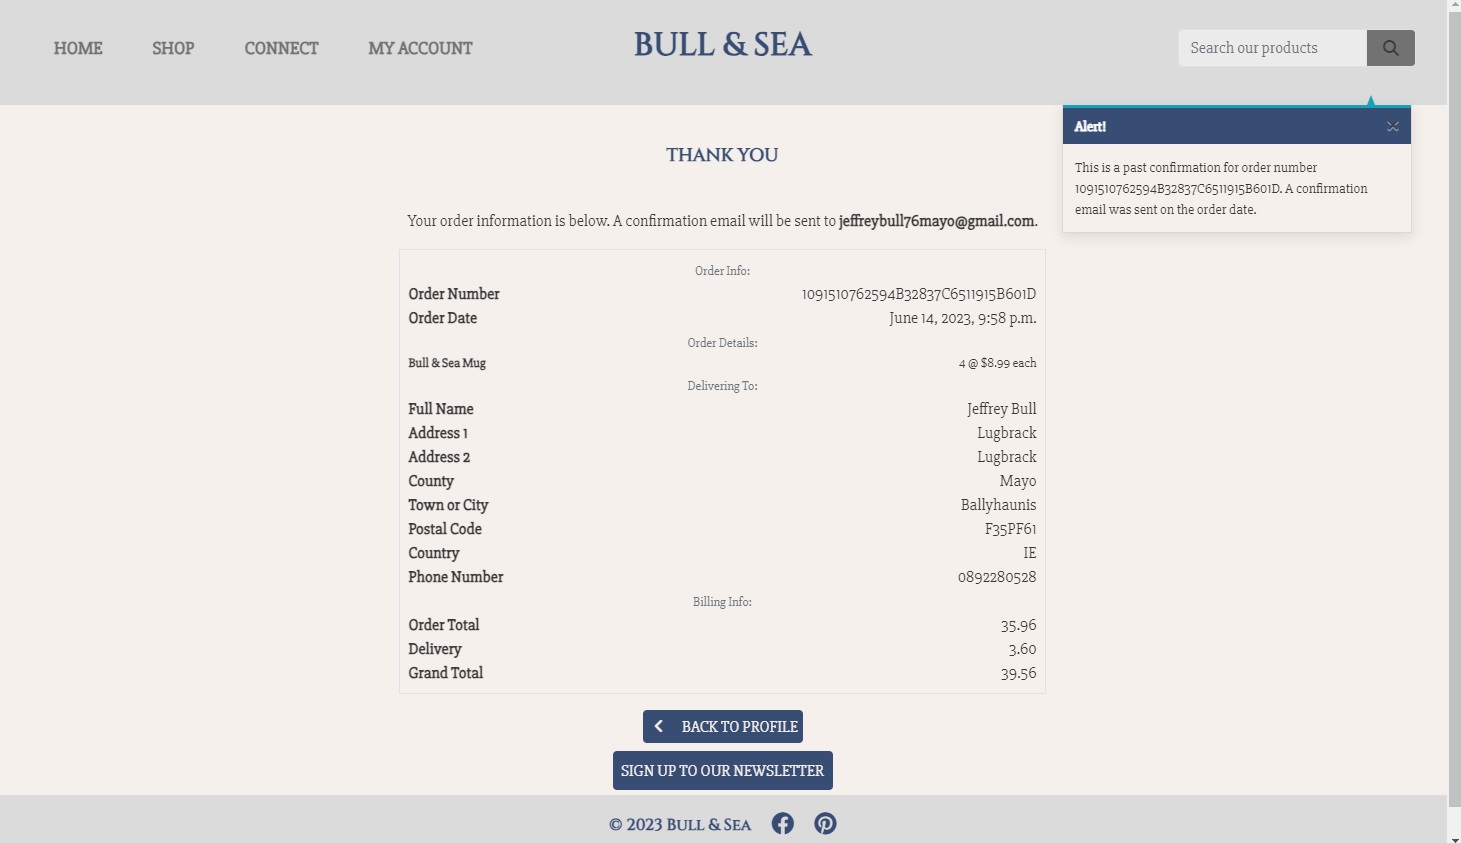 HOME SHOP CONNECT MY ACCOUNT
BULL & SEA
Search our products
Alert!
This is a past confirmation for order number
1091510762594B32837C6511915B601D. A confirmation
email was sent on the order date.
THANK YOU
Your order information is below. A confirmation email will be sent to jeffreybull76mayo@gmail.com.
Order Info:
Order Number 1091510762594B32837C6511915B601D
Order Date June 14, 2023, 9:58 p.m.
Order Details:
Bull & Sea Mug 4 @ $8.99 each
Delivering To:
Full Name Jeffrey Bull
Address 1 Lugbrack
Address 2 Lugbrack
County Mayo
Town or City Ballyhaunis
Postal Code F35PF61
Country IE
Phone Number 0892280528
Billing Info:
Order Total 35.96
Delivery 3.60
Grand Total 39.56
BACK TO PROFILE
SIGN UP TO OUR NEWSLETTER
© 2023 BULL & SEA